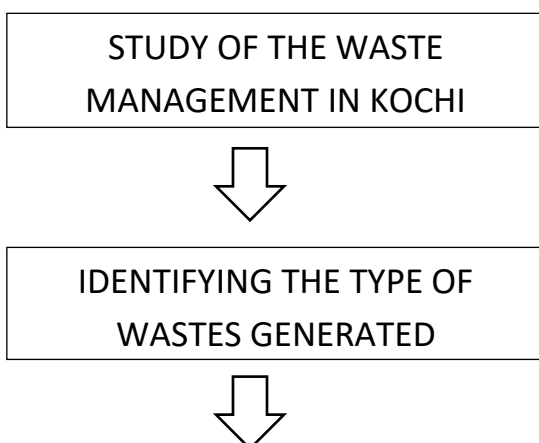 STUDY OF THE WASTE
MANAGEMENT IN KOCHI
IDENTIFYING THE TYPE OF
WASTES GENERATED